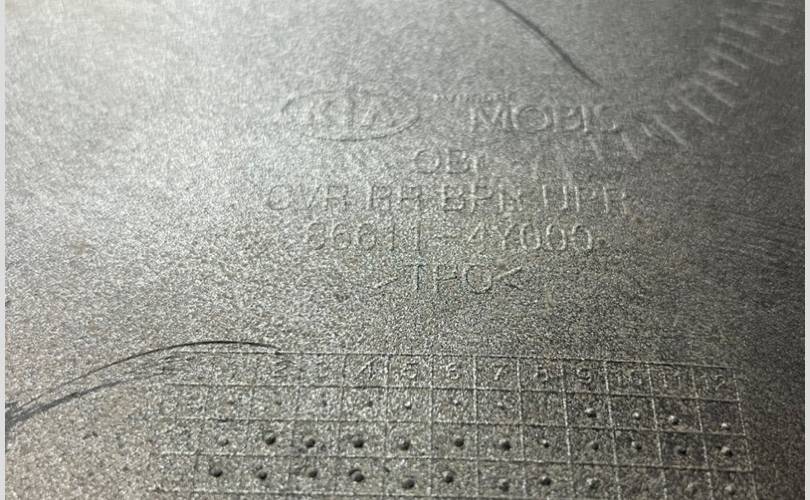 KIA MOBIS
QBr
CVR RR BPR UPR
86611-4Y000
>TPO<
1 2 3 4 5 6 7 8 9 10 11 12